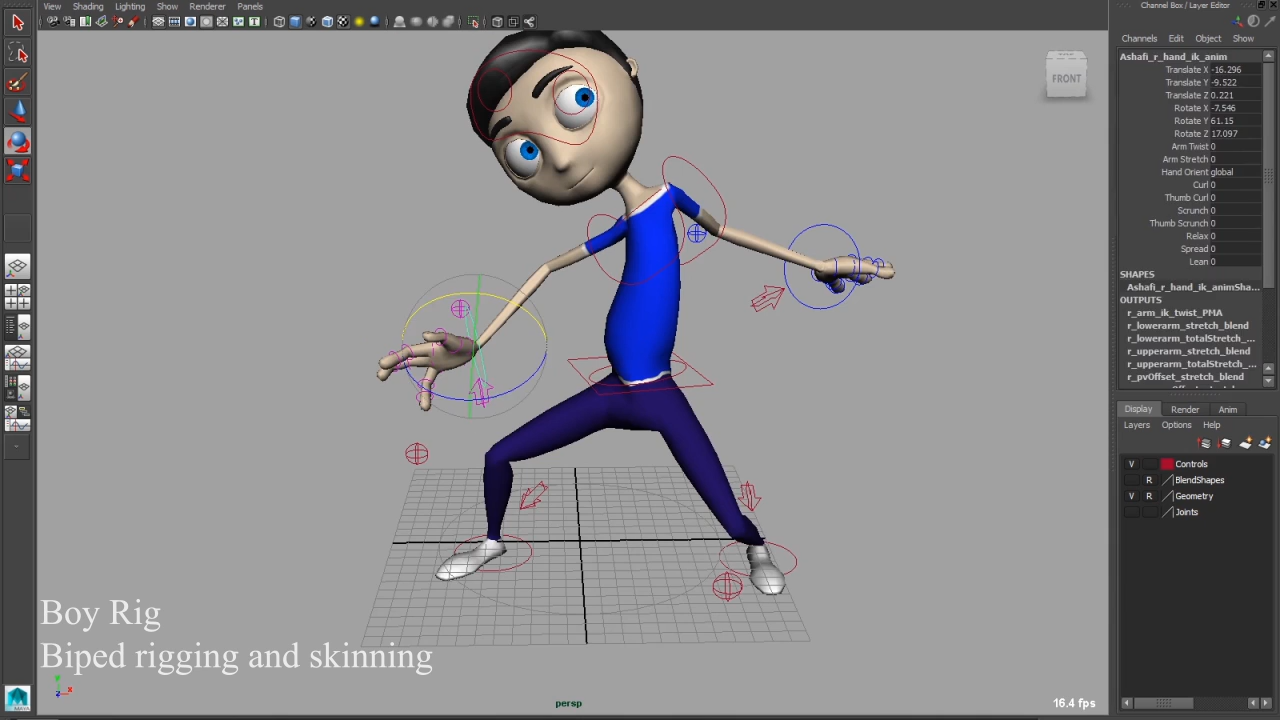 View Shading Lighting Show Renderer Panels
Channel Box / Layer Editor
Channels Edit Object Show
Ashafi_r_hand_ik_anim
Translate X -16.296
Translate Y -9.522
Translate Z 0.221
Rotate X -7.546
Rotate Y 61.15
Rotate Z 17.097
Arm Twist 0
Arm Stretch 0
Hand Orient global
Curl 0
Thumb Curl 0
Scrunch 0
Thumb Scrunch 0
Relax 0
Spread 0
Lean 0
SHAPES
Ashafi_r_hand_ik_animSha...
OUTPUTS
r_arm_ik_twist_PMA
r_lowerarm_stretch_blend
r_lowerarm_totalStretch_...
r_upperarm_stretch_blend
r_upperarm_totalStretch_...
r_pvOffset_stretch_blend
Display Render Anim
Layers Options Help
V Controls
R BlendShapes
V R Geometry
Joints
FRONT
Boy Rig
Biped rigging and skinning
persp
16.4 fps